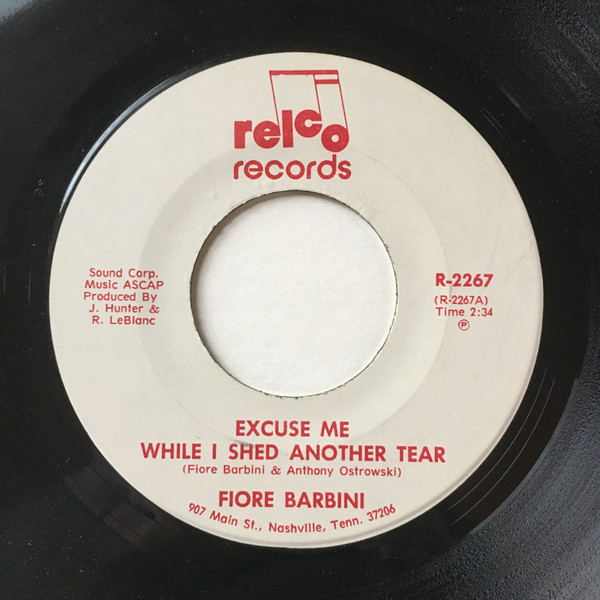 relco
records
Sound Corp.
Music ASCAP
Produced By
J. Hunter &
R. LeBlanc
R-2267
(R-2267A)
Time 2:34
℗
EXCUSE ME
WHILE I SHED ANOTHER TEAR
(Fiore Barbini & Anthony Ostrowski)
FIORE BARBINI
907 Main St., Nashville, Tenn. 37206